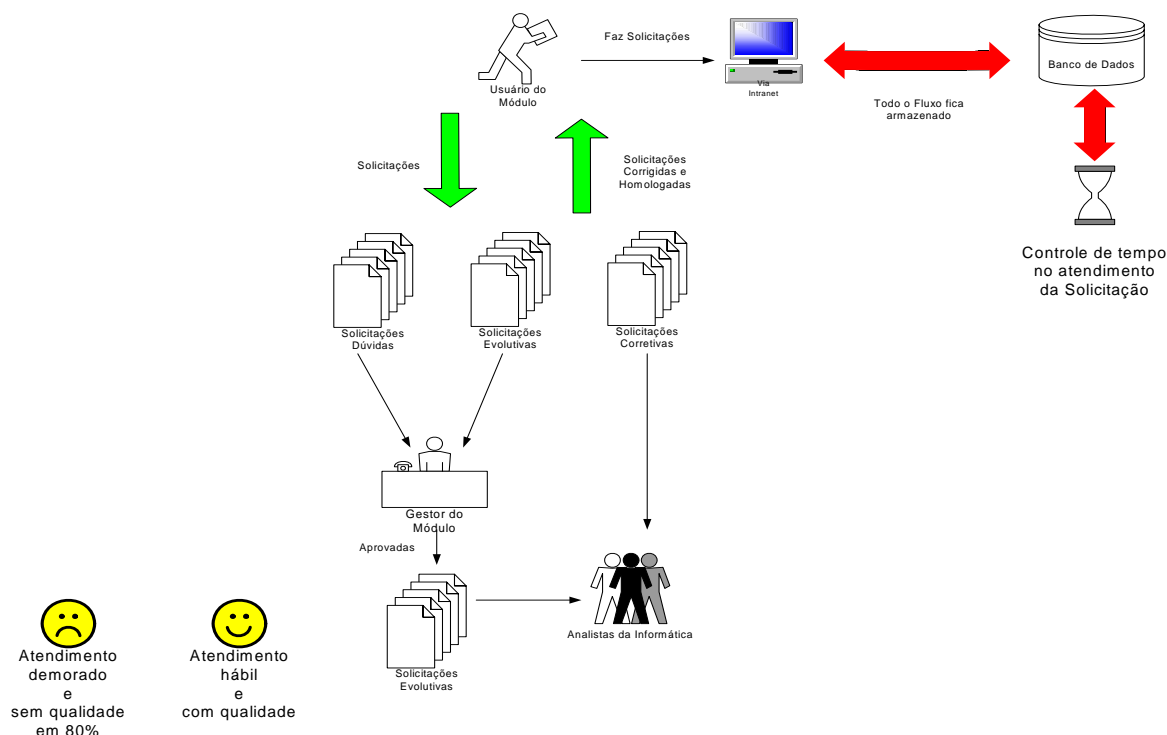 Faz Solicitações
Usuário do
Módulo
Via
Intranet
Banco de Dados
Todo o Fluxo fica
armazenado
Solicitações
Solicitações
Corrigidas e
Homologadas
Controle de tempo
no atendimento
da Solicitação
Solicitações
Dúvidas
Solicitações
Evolutivas
Solicitações
Corretivas
Gestor do
Módulo
Aprovadas
Analistas da Informática
Solicitações
Evolutivas
Atendimento
demorado
e
sem qualidade
em 80%
Atendimento
hábil
e
com qualidade